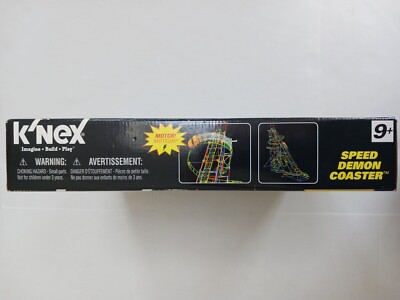 K'NEX
Imagine • Build • Play
⚠ WARNING: ⚠ AVERTISSEMENT:
CHOKING HAZARD - Small parts. DANGER D'ÉTOUFFEMENT - Pièces de petite taille
Not for children under 3 years. Ne pas donner aux enfants de moins de 3 ans.
MOTOR!
9+
SPEED
DEMON
COASTER™